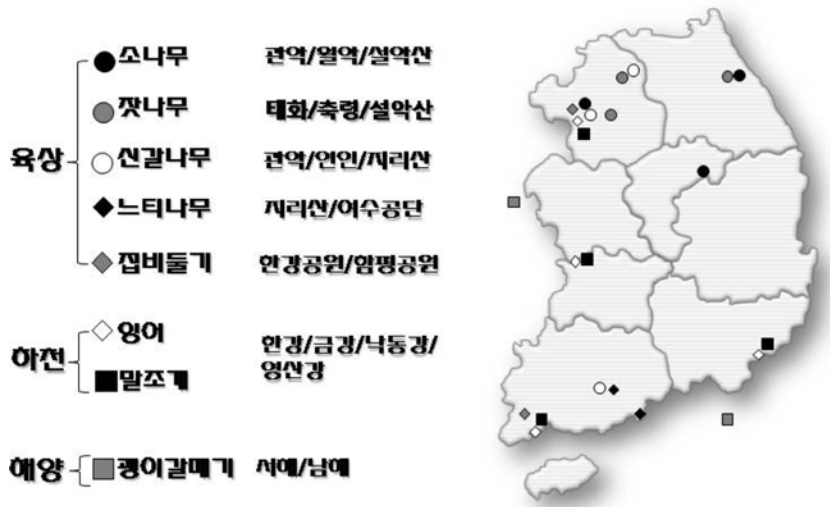 육상
소나무 관악/월악/설악산
잣나무 태화/축령/설악산
신갈나무 관악/연인/지리산
느티나무 지리산/여수공단
집비둘기 한강공원/함평공원
하천
잉어 한강/금강/낙동강/
말조개 영산강
해양
괭이갈매기 서해/남해